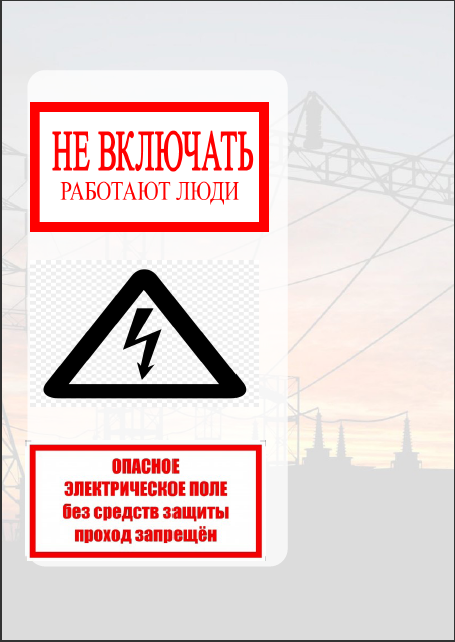 НЕ ВКЛЮЧАТЬ
РАБОТАЮТ ЛЮДИ
ОПАСНОЕ
ЭЛЕКТРИЧЕСКОЕ ПОЛЕ
без средств защиты
проход запрещён